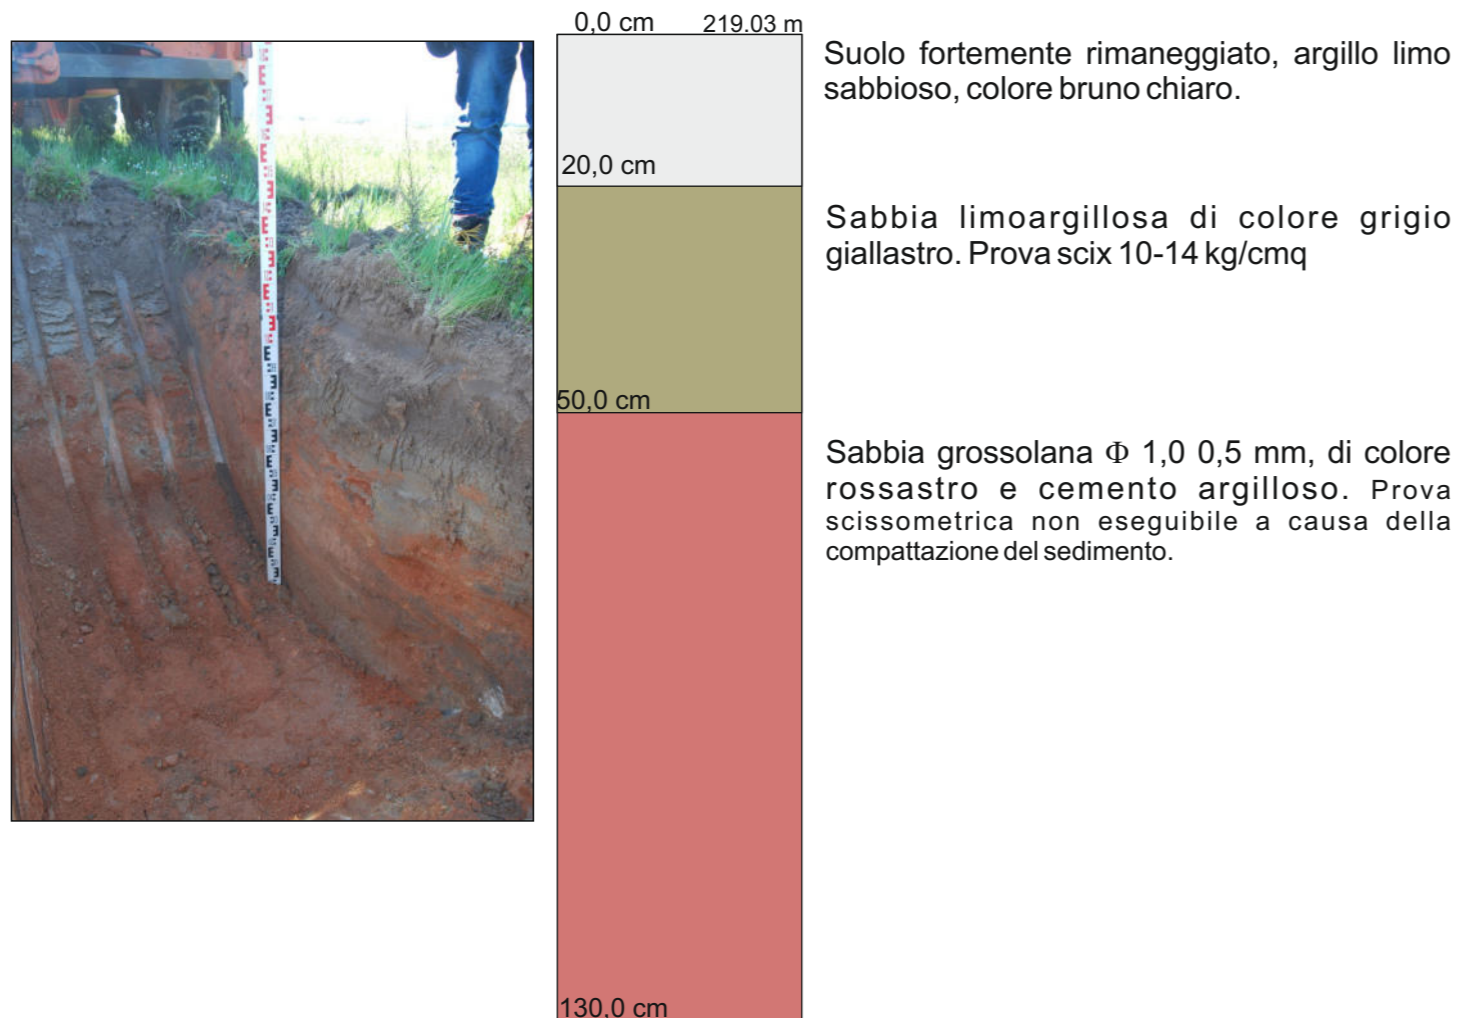 0,0 cm 219.03 m
Suolo fortemente rimaneggiato, argillo limo
sabbioso, colore bruno chiaro.
20,0 cm
Sabbia limoargillosa di colore grigio
giallastro. Prova scix 10-14 kg/cmq
50,0 cm
Sabbia grossolana Φ 1,0 0,5 mm, di colore
rossastro e cemento argilloso. Prova
scissometrica non eseguibile a causa della
compattazione del sedimento.
130,0 cm